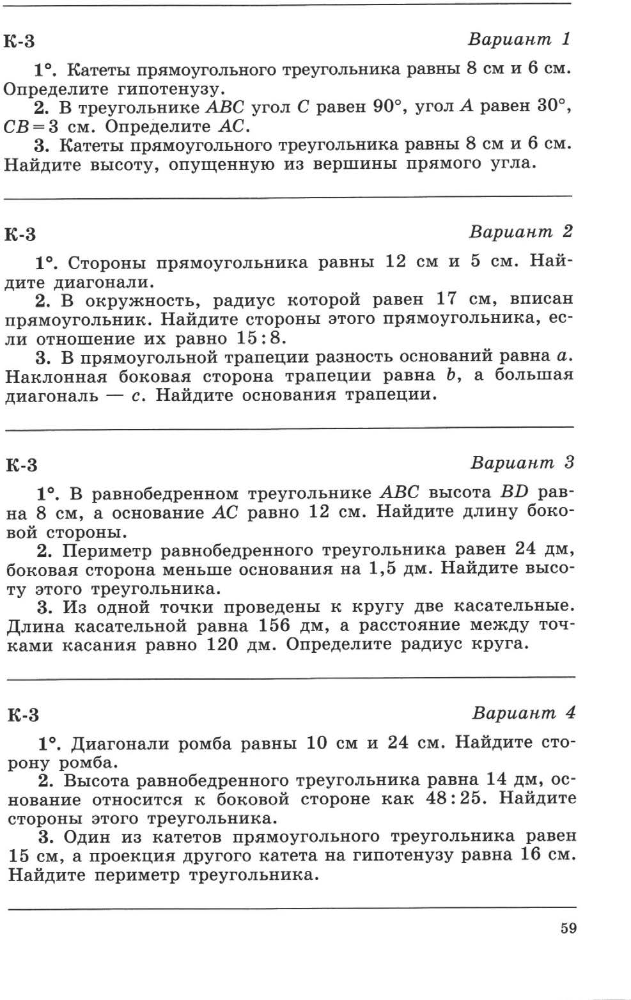 К-3 Вариант 1
1°. Катеты прямоугольного треугольника равны 8 см и 6 см.
Определите гипотенузу.
2. В треугольнике ABC угол C равен 90°, угол A равен 30°,
CB = 3 см. Определите AC.
3. Катеты прямоугольного треугольника равны 8 см и 6 см.
Найдите высоту, опущенную из вершины прямого угла.
К-3 Вариант 2
1°. Стороны прямоугольника равны 12 см и 5 см. Най-
дите диагонали.
2. В окружность, радиус которой равен 17 см, вписан
прямоугольник. Найдите стороны этого прямоугольника, ес-
ли отношение их равно 15 : 8.
3. В прямоугольной трапеции разность оснований равна a.
Наклонная боковая сторона трапеции равна b, а большая
диагональ — c. Найдите основания трапеции.
К-3 Вариант 3
1°. В равнобедренном треугольнике ABC высота BD рав-
на 8 см, а основание AC равно 12 см. Найдите длину боко-
вой стороны.
2. Периметр равнобедренного треугольника равен 24 дм,
боковая сторона меньше основания на 1,5 дм. Найдите высо-
ту этого треугольника.
3. Из одной точки проведены к кругу две касательные.
Длина касательной равна 156 дм, а расстояние между точ-
ками касания равно 120 дм. Определите радиус круга.
К-3 Вариант 4
1°. Диагонали ромба равны 10 см и 24 см. Найдите сто-
рону ромба.
2. Высота равнобедренного треугольника равна 14 дм, ос-
нование относится к боковой стороне как 48 : 25. Найдите
стороны этого треугольника.
3. Один из катетов прямоугольного треугольника равен
15 см, а проекция другого катета на гипотенузу равна 16 см.
Найдите периметр треугольника.
59